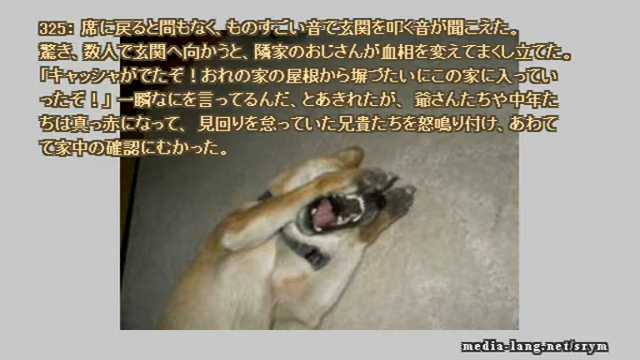 325: 席に戻ると間もなく、ものすごい音で玄関を叩く音が聞こえた。
驚き、数人で玄関へ向かうと、隣家のおじさんが血相を変えてまくし立てた。
「キャッシャがでたぞ！おれの家の屋根から塀づたいにこの家に入ってい
ったぞ！」 一瞬なにを言ってるんだ、とあきれたが、 爺さんたちや中年た
ちは真っ赤になって、 見回りを怠っていた兄貴たちを怒鳴り付け、あわて
て家中の確認にむかった。
media-lang.net/srym